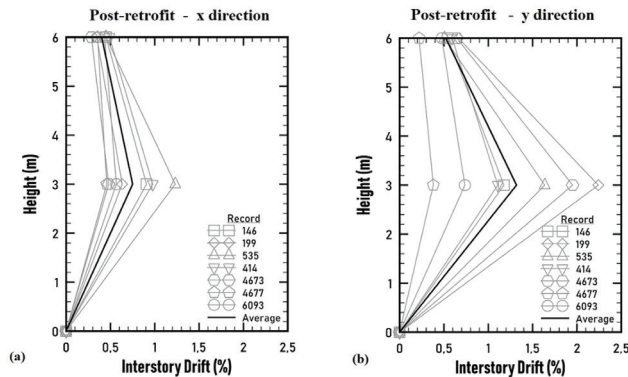 Post-retrofit - x direction
6
5
4
3
2
1
0
Height (m)
Record
146
199
535
414
4673
4677
6093
Average
0 0,5 1 1,5 2 2,5
Interstory Drift (%)
(a)
Post-retrofit - y direction
6
5
4
3
2
1
0
Height (m)
Record
146
199
535
414
4673
4677
6093
Average
0 0,5 1 1,5 2 2,5
Interstory Drift (%)
(b)